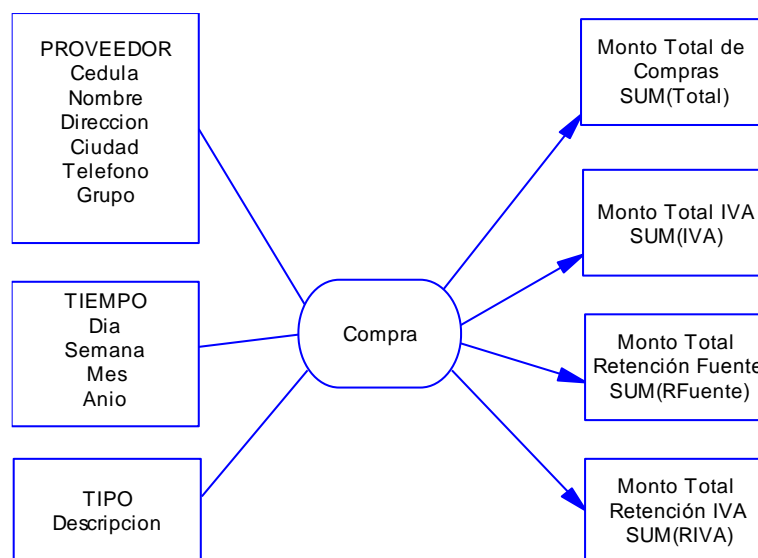 PROVEEDOR
Cedula
Nombre
Direccion
Ciudad
Telefono
Grupo
TIEMPO
Dia
Semana
Mes
Anio
TIPO
Descripcion
Compra
Monto Total de
Compras
SUM(Total)
Monto Total IVA
SUM(IVA)
Monto Total
Retención Fuente
SUM(RFuente)
Monto Total
Retención IVA
SUM(RIVA)